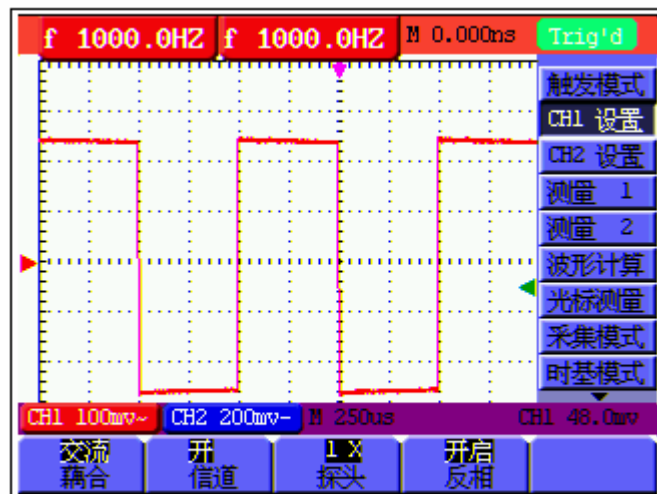 f 1000.0HZ f 1000.0HZ M 0.000ns Trig'd
触发模式
CH1 设置
CH2 设置
测量 1
测量 2
波形计算
光标测量
采集模式
时基模式
CH1 100mv~ CH2 200mv- M 250us CH1 48.0mv
交流 开 1 X 开启
藕合 信道 探头 反相